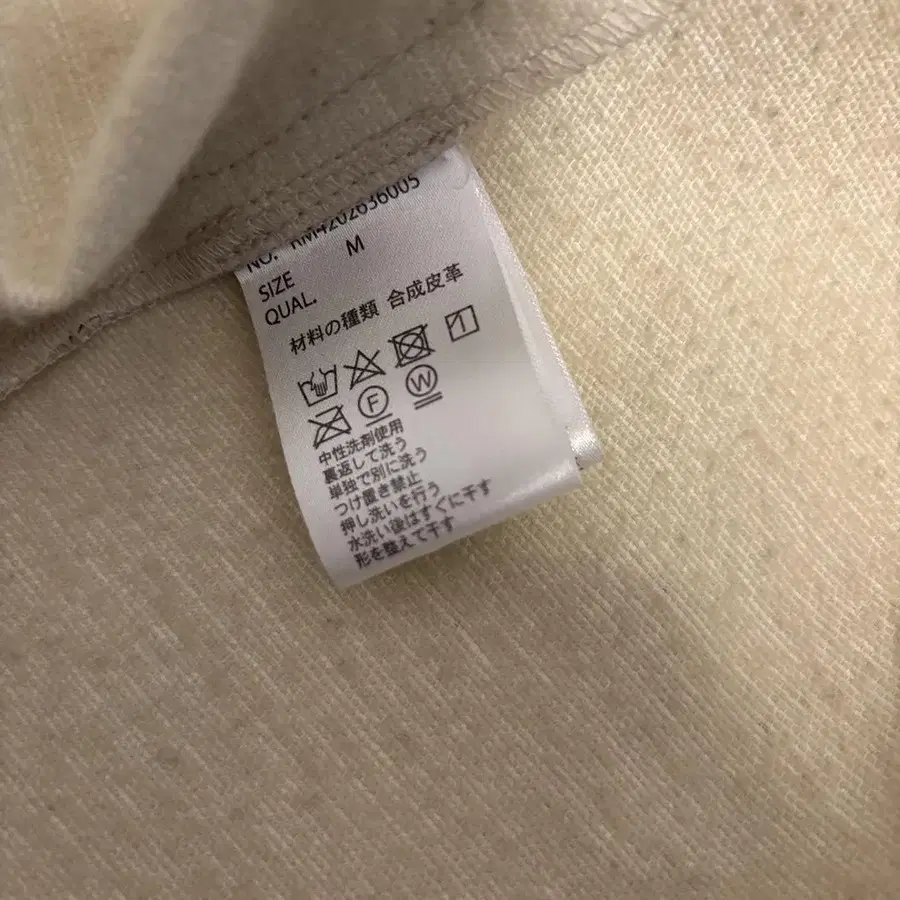 NO. RM4202636005
SIZE M
QUAL.
材料の種類 合成皮革
F W
中性洗剤使用
裏返して洗う
単独で別に洗う
つけ置き禁止
押し洗いを行う
水洗い後はすぐに干す
形を整えて干す